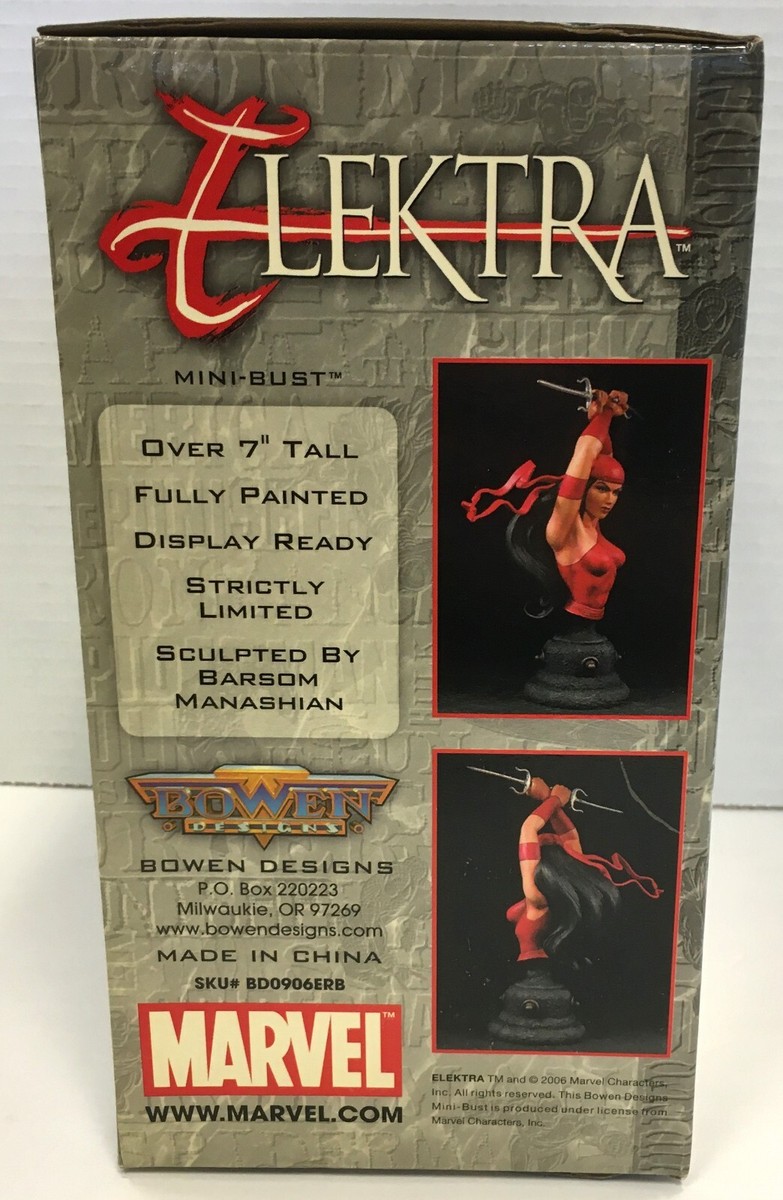 ELEKTRA™
MINI-BUST™
OVER 7" TALL
FULLY PAINTED
DISPLAY READY
STRICTLY
LIMITED
SCULPTED BY
BARSOM
MANASHIAN
BOWEN
DESIGNS
BOWEN DESIGNS
P.O. Box 220223
Milwaukie, OR 97269
www.bowendesigns.com
MADE IN CHINA
SKU# BD0906ERB
MARVEL™
WWW.MARVEL.COM
ELEKTRA TM and © 2006 Marvel Characters,
Inc. All rights reserved. This Bowen Designs
Mini-Bust is produced under license from
Marvel Characters, Inc.